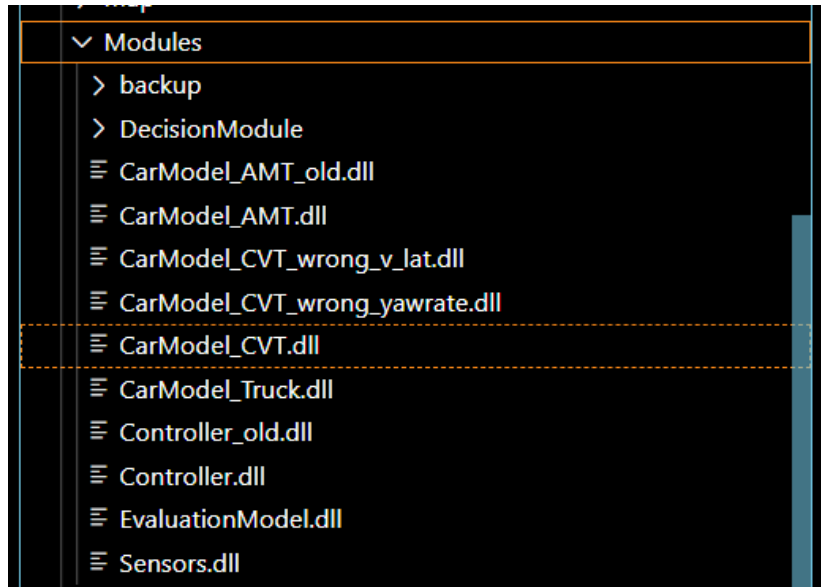 Modules
backup
DecisionModule
CarModel_AMT_old.dll
CarModel_AMT.dll
CarModel_CVT_wrong_v_lat.dll
CarModel_CVT_wrong_yawrate.dll
CarModel_CVT.dll
CarModel_Truck.dll
Controller_old.dll
Controller.dll
EvaluationModel.dll
Sensors.dll